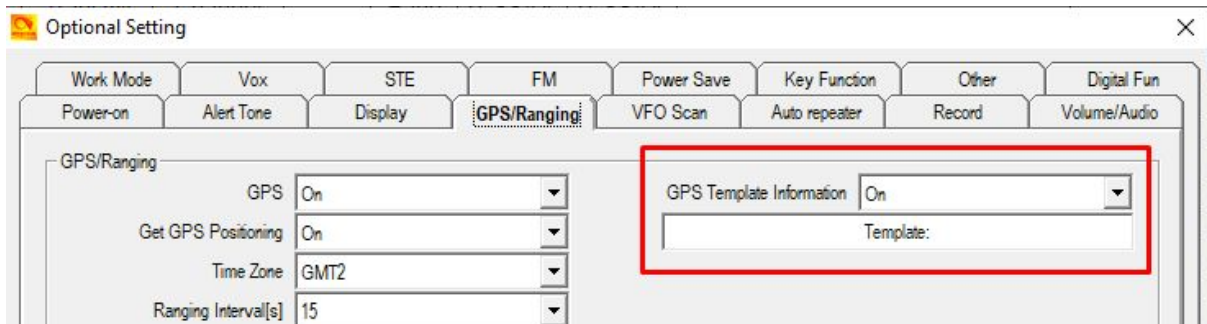 Optional Setting
Work Mode Vox STE FM Power Save Key Function Other Digital Fun
Power-on Alert Tone Display GPS/Ranging VFO Scan Auto repeater Record Volume/Audio
GPS/Ranging
GPS On GPS Template Information On
Get GPS Positioning On Template:
Time Zone GMT2
Ranging Interval[s] 15